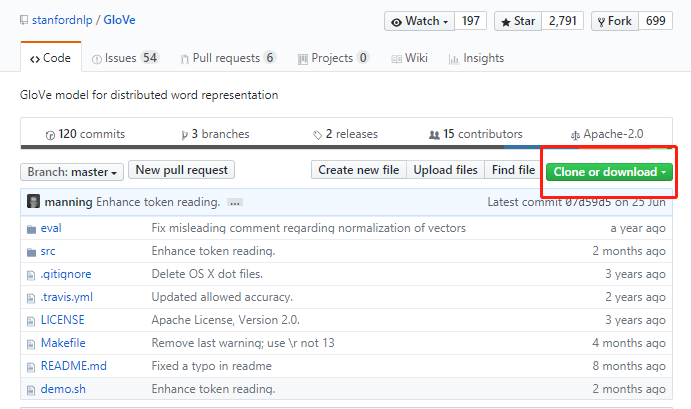 stanfordnlp / GloVe Watch 197 Star 2,791 Fork 699
Code Issues 54 Pull requests 6 Projects 0 Wiki Insights
GloVe model for distributed word representation
120 commits 3 branches 2 releases 15 contributors Apache-2.0
Branch: master New pull request Create new file Upload files Find file Clone or download
manning Enhance token reading. … Latest commit 07d59d5 on 25 Jun
eval Fix misleading comment regarding normalization of vectors a year ago
src Enhance token reading. 2 months ago
.gitignore Delete OS X dot files. 3 years ago
.travis.yml Updated allowed accuracy. 2 years ago
LICENSE Apache License, Version 2.0. 3 years ago
Makefile Remove last warning; use \r not 13 4 months ago
README.md Fixed a typo in readme 8 months ago
demo.sh Enhance token reading. 2 months ago